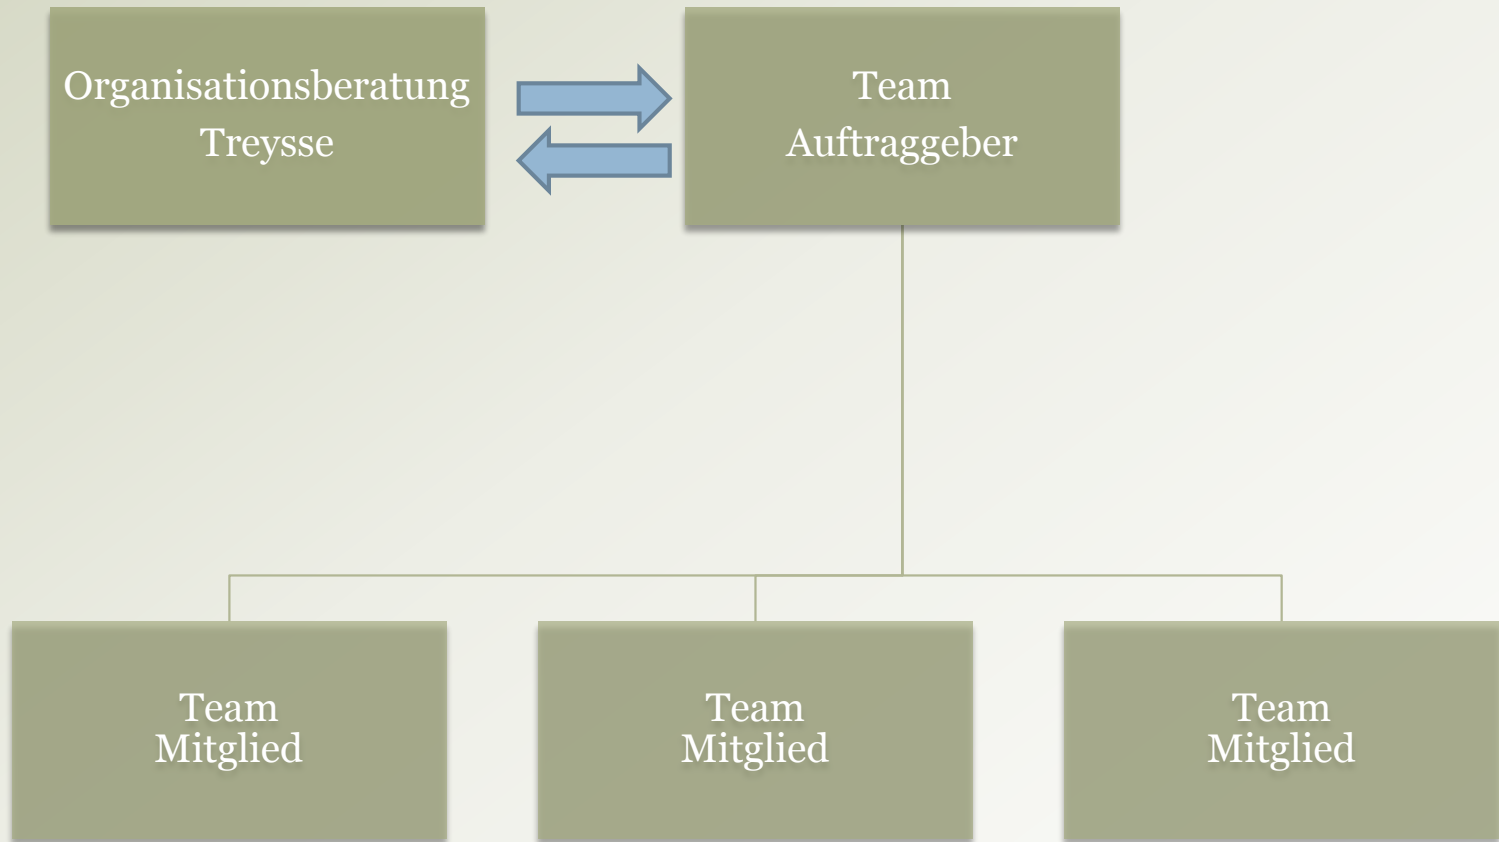 Organisationsberatung
Treysse
Team
Auftraggeber
Team
Mitglied
Team
Mitglied
Team
Mitglied